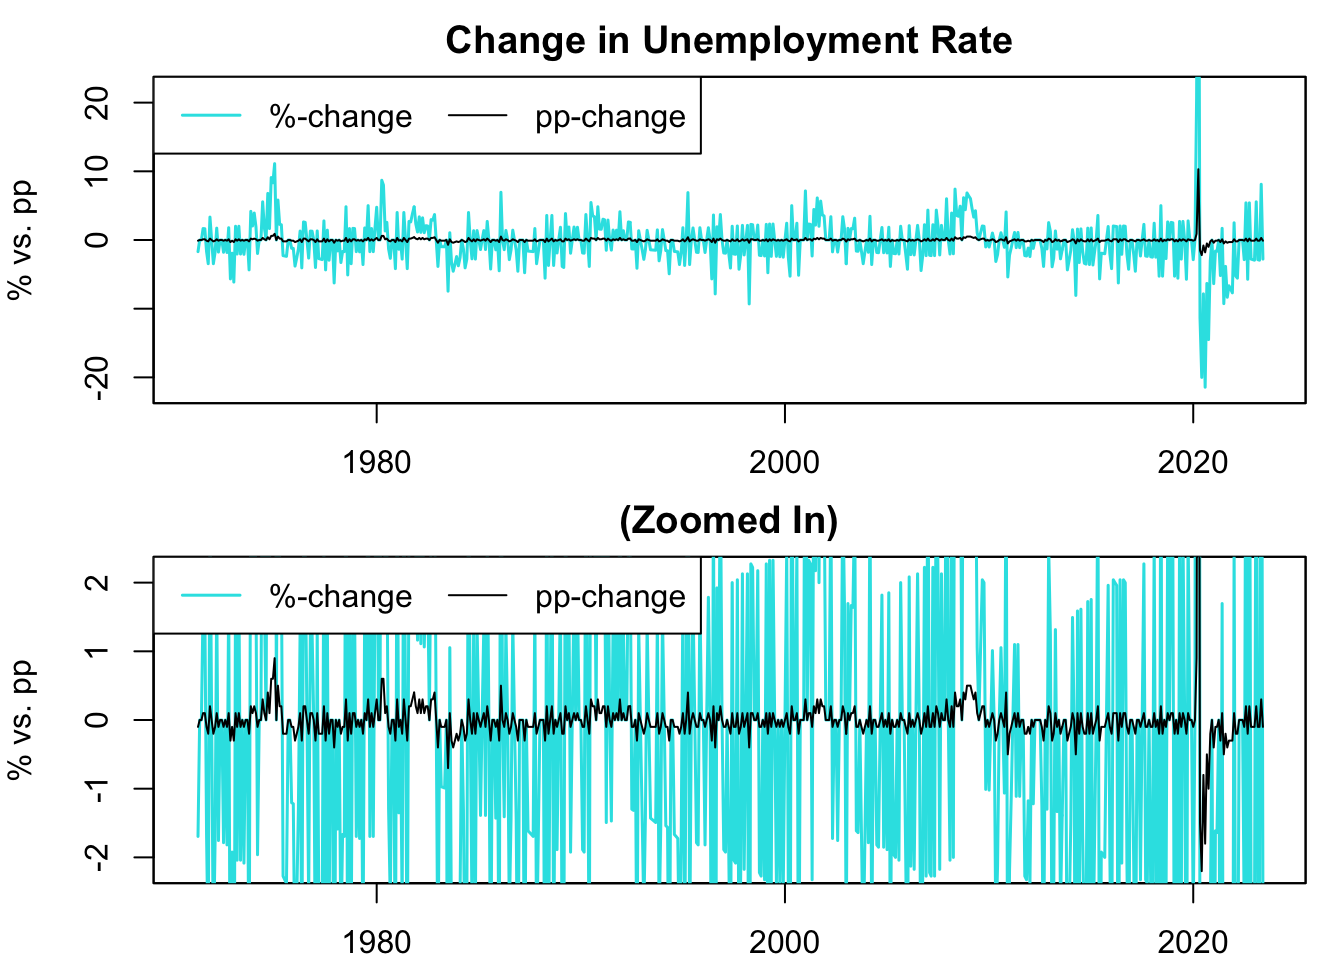 Change in Unemployment Rate
%-change pp-change
% vs. pp
20
10
0
-20
1980 2000 2020
(Zoomed In)
%-change pp-change
% vs. pp
2
1
0
-1
-2
1980 2000 2020